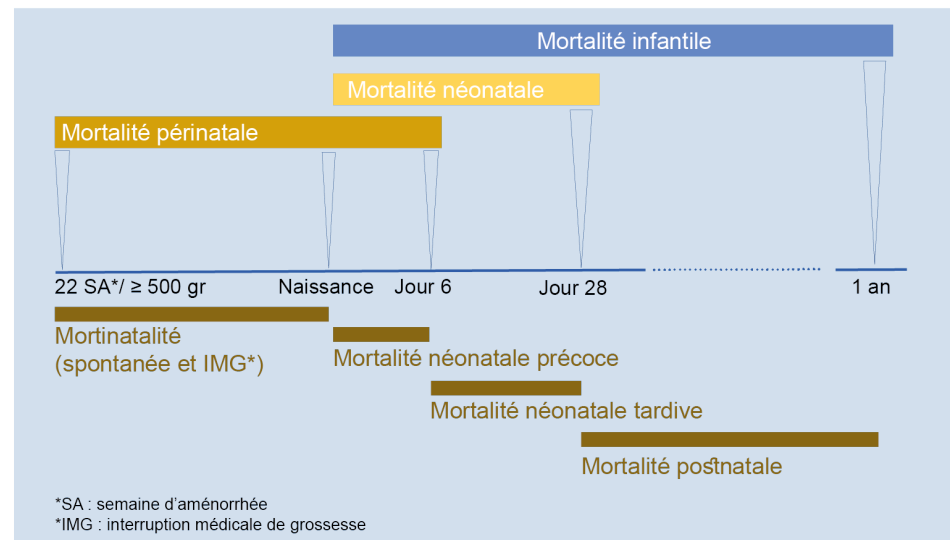 Mortalité infantile
Mortalité néonatale
Mortalité périnatale
22 SA*/ ≥ 500 gr
Naissance
Jour 6
Jour 28
1 an
Mortinatalité
(spontanée et IMG*)
Mortalité néonatale précoce
Mortalité néonatale tardive
Mortalité postnatale
*SA : semaine d’aménorrhée
*IMG : interruption médicale de grossesse